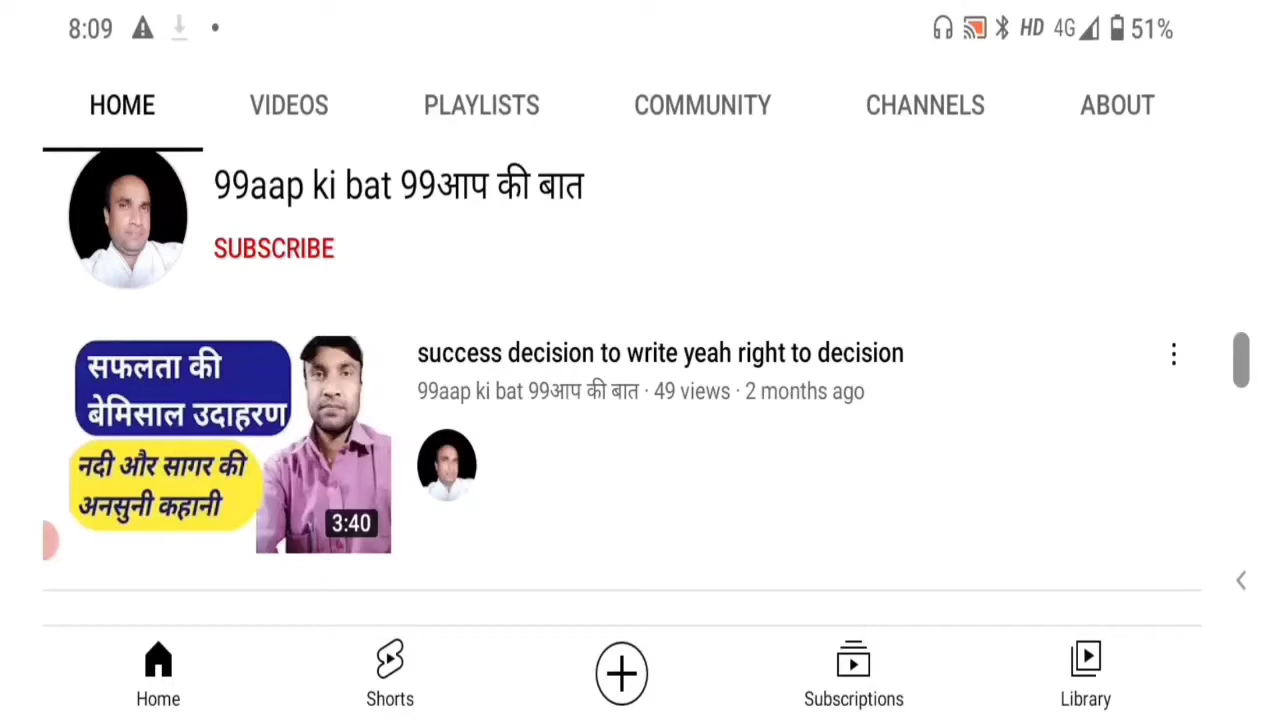 8:09 HD 4G 51%
HOME VIDEOS PLAYLISTS COMMUNITY CHANNELS ABOUT
99aap ki bat 99आप की बात
SUBSCRIBE
सफलता की
बेमिसाल उदाहरण
नदी और सागर की
अनसुनी कहानी
3:40
success decision to write yeah right to decision
99aap ki bat 99आप की बात · 49 views · 2 months ago
Home Shorts Subscriptions Library